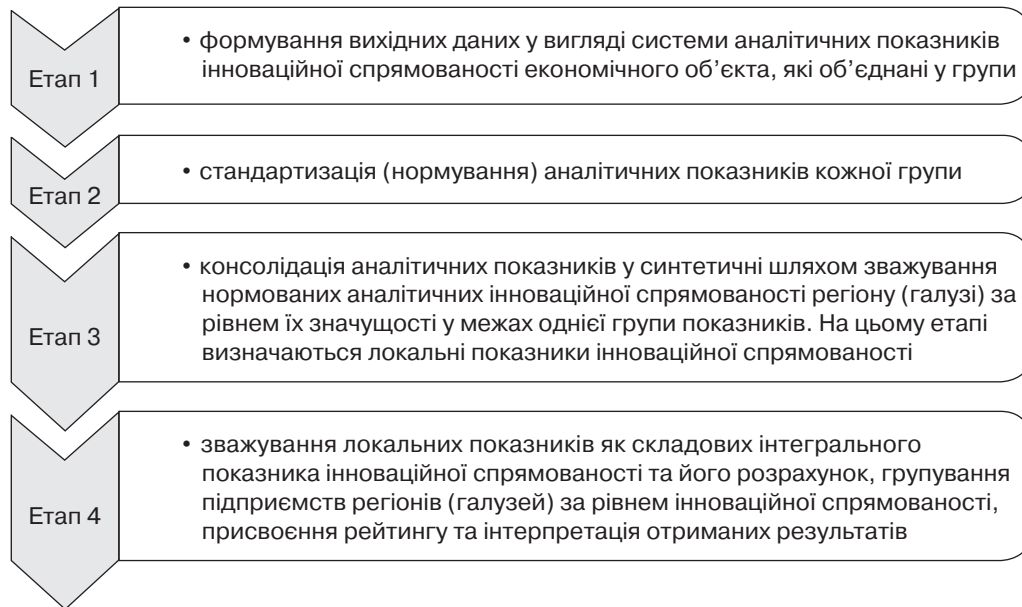 Етап 1
• формування вихідних даних у вигляді системи аналітичних показників
інноваційної спрямованості економічного об’єкта, які об’єднані у групи
Етап 2
• стандартизація (нормування) аналітичних показників кожної групи
Етап 3
• консолідація аналітичних показників у синтетичні шляхом зважування
нормованих аналітичних інноваційної спрямованості регіону (галузі) за
рівнем їх значущості у межах однієї групи показників. На цьому етапі
визначаються локальні показники інноваційної спрямованості
Етап 4
• зважування локальних показників як складових інтегрального
показника інноваційної спрямованості та його розрахунок, групування
підприємств регіонів (галузей) за рівнем інноваційної спрямованості,
присвоєння рейтингу та інтерпретація отриманих результатів